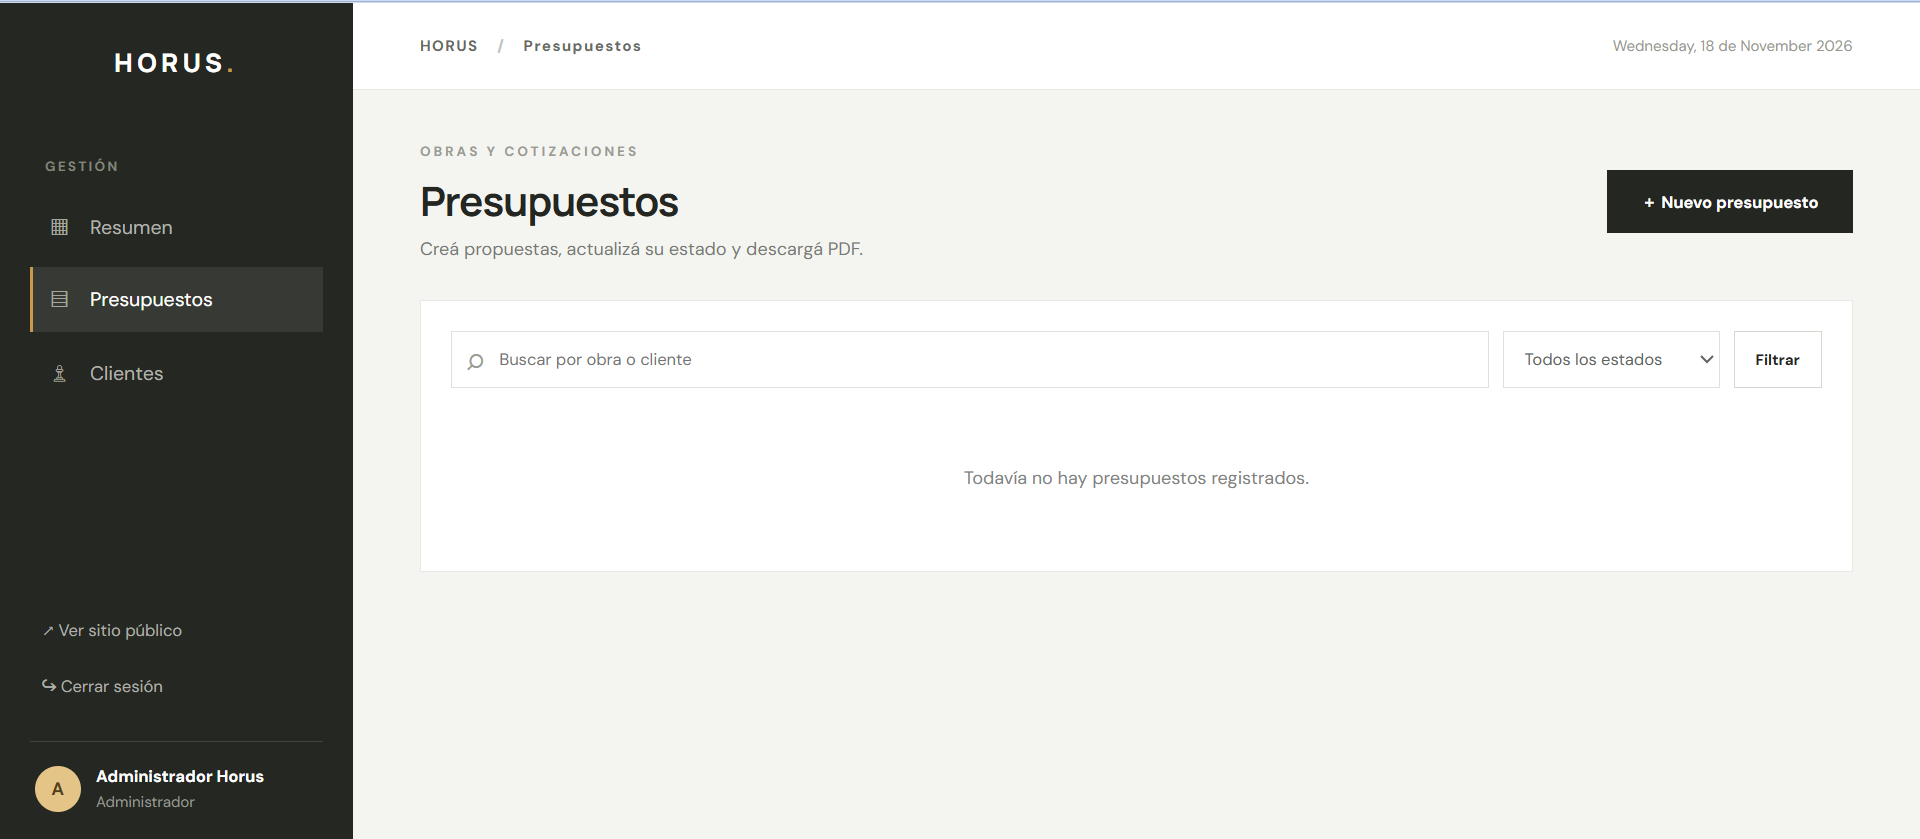 HORUS.
GESTIÓN
Resumen
Presupuestos
Clientes
↗ Ver sitio público
↪ Cerrar sesión
A
Administrador Horus
Administrador
HORUS / Presupuestos
Wednesday, 18 de November 2026
OBRAS Y COTIZACIONES
Presupuestos
Creá propuestas, actualizá su estado y descargá PDF.
+ Nuevo presupuesto
Buscar por obra o cliente
Todos los estados
Filtrar
Todavía no hay presupuestos registrados.